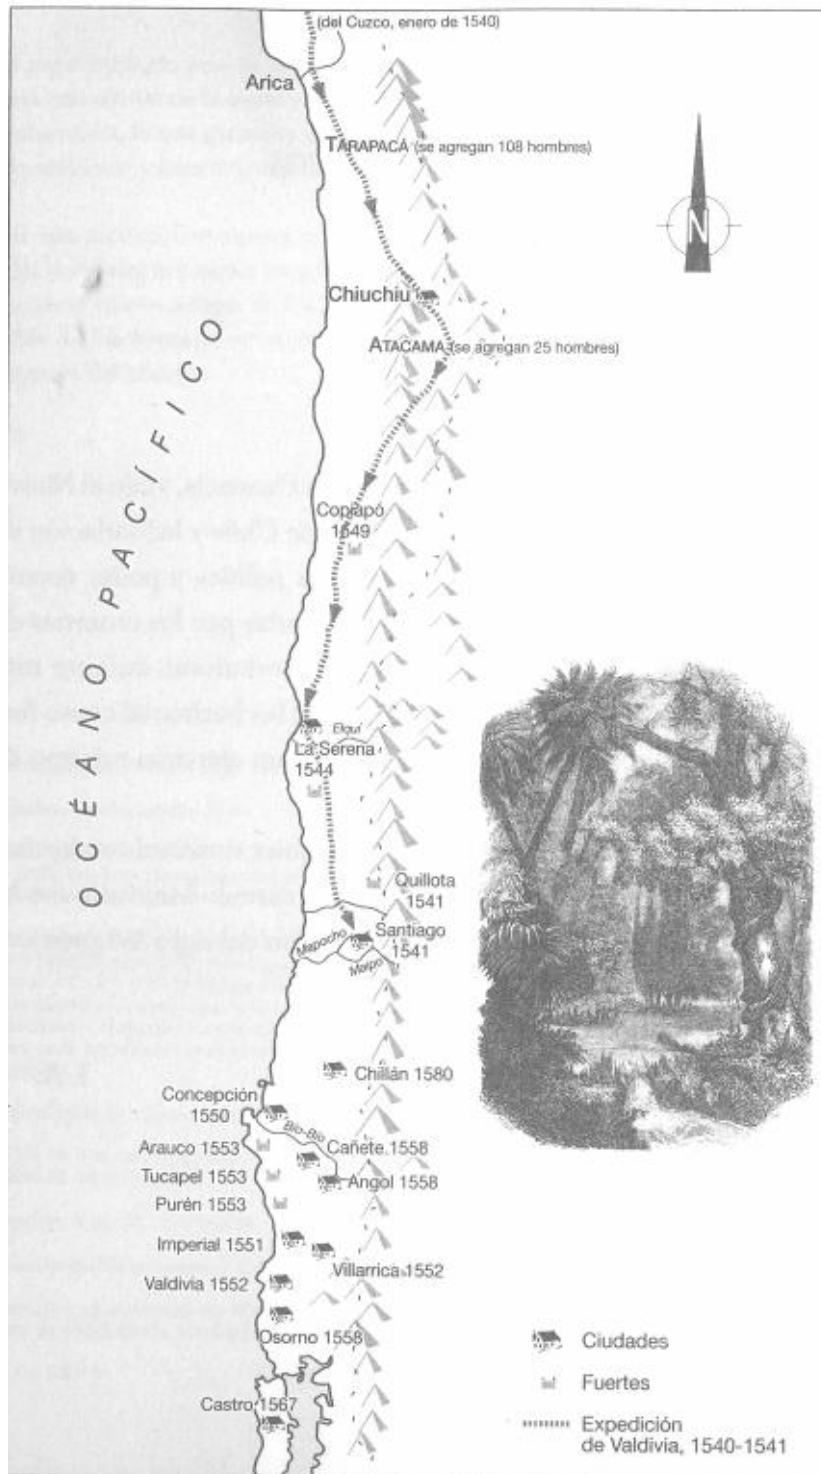 (del Cuzco, enero de 1540)
Arica
TARAPACÁ (se agregan 108 hombres)
N
Chiuchiu
ATACAMA (se agregan 25 hombres)
OCÉANO PACÍFICO
Copiapó
1549
Elqui
La Serena
1544
Quillota
1541
Mapocho
Santiago
1541
Maipo
Chillán 1580
Concepción
1550
Bío-Bío
Arauco 1553
Cañete 1558
Tucapel 1553
Angol 1558
Purén 1553
Imperial 1551
Villarrica 1552
Valdivia 1552
Osorno 1558
Castro 1567
Ciudades
Fuertes
Expedición
de Valdivia, 1540-1541